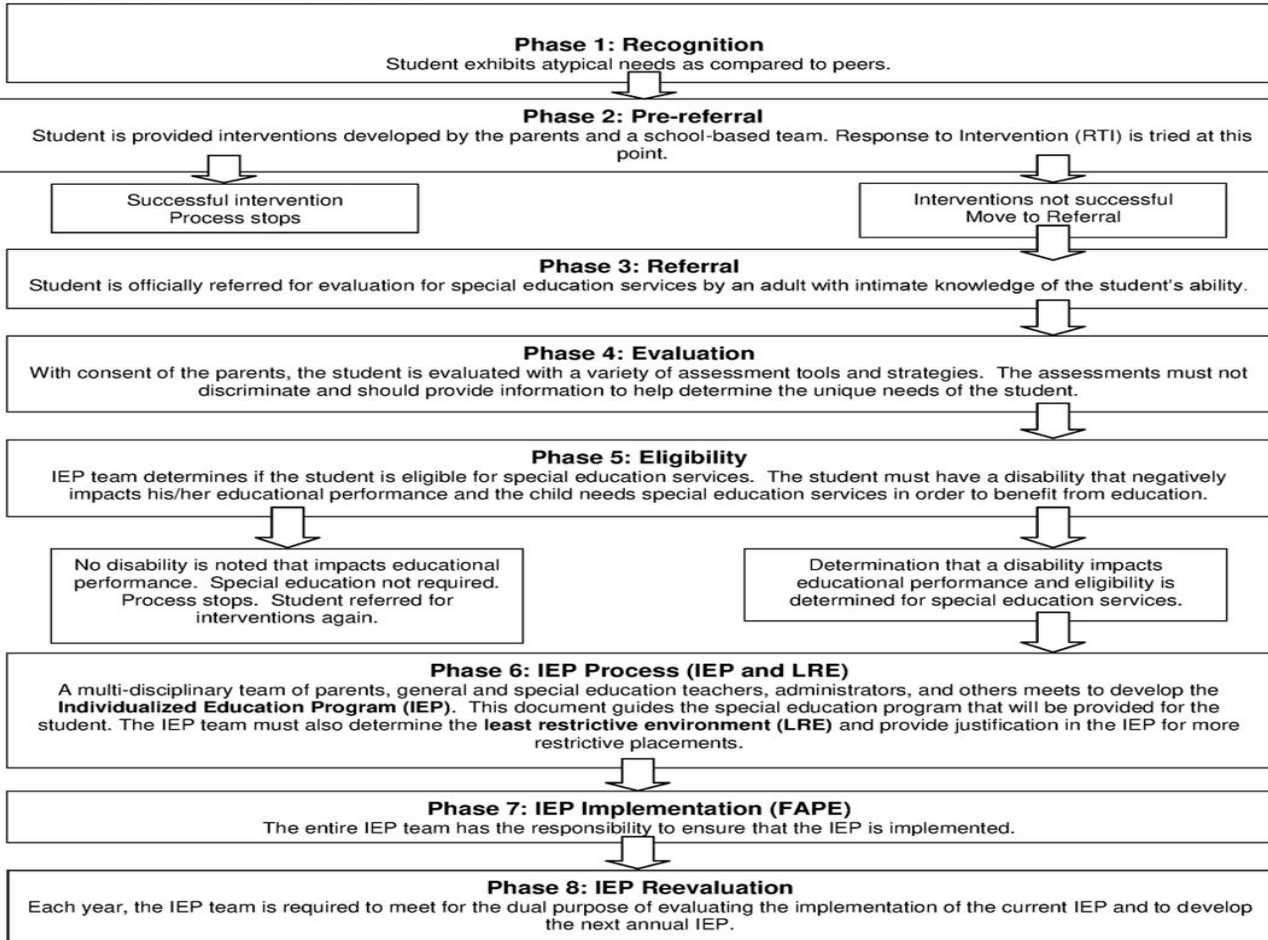 Phase 1: Recognition
Student exhibits atypical needs as compared to peers.
Phase 2: Pre-referral
Student is provided interventions developed by the parents and a school-based team. Response to Intervention (RTI) is tried at this
point.
Successful intervention
Process stops
Interventions not successful
Move to Referral
Phase 3: Referral
Student is officially referred for evaluation for special education services by an adult with intimate knowledge of the student's ability.
Phase 4: Evaluation
With consent of the parents, the student is evaluated with a variety of assessment tools and strategies. The assessments must not
discriminate and should provide information to help determine the unique needs of the student.
Phase 5: Eligibility
IEP team determines if the student is eligible for special education services. The student must have a disability that negatively
impacts his/her educational performance and the child needs special education services in order to benefit from education.
No disability is noted that impacts educational
performance. Special education not required.
Process stops. Student referred for
interventions again.
Determination that a disability impacts
educational performance and eligibility is
determined for special education services.
Phase 6: IEP Process (IEP and LRE)
A multi-disciplinary team of parents, general and special education teachers, administrators, and others meets to develop the
Individualized Education Program (IEP). This document guides the special education program that will be provided for the
student. The IEP team must also determine the least restrictive environment (LRE) and provide justification in the IEP for more
restrictive placements.
Phase 7: IEP Implementation (FAPE)
The entire IEP team has the responsibility to ensure that the IEP is implemented.
Phase 8: IEP Reevaluation
Each year, the IEP team is required to meet for the dual purpose of evaluating the implementation of the current IEP and to develop
the next annual IEP.